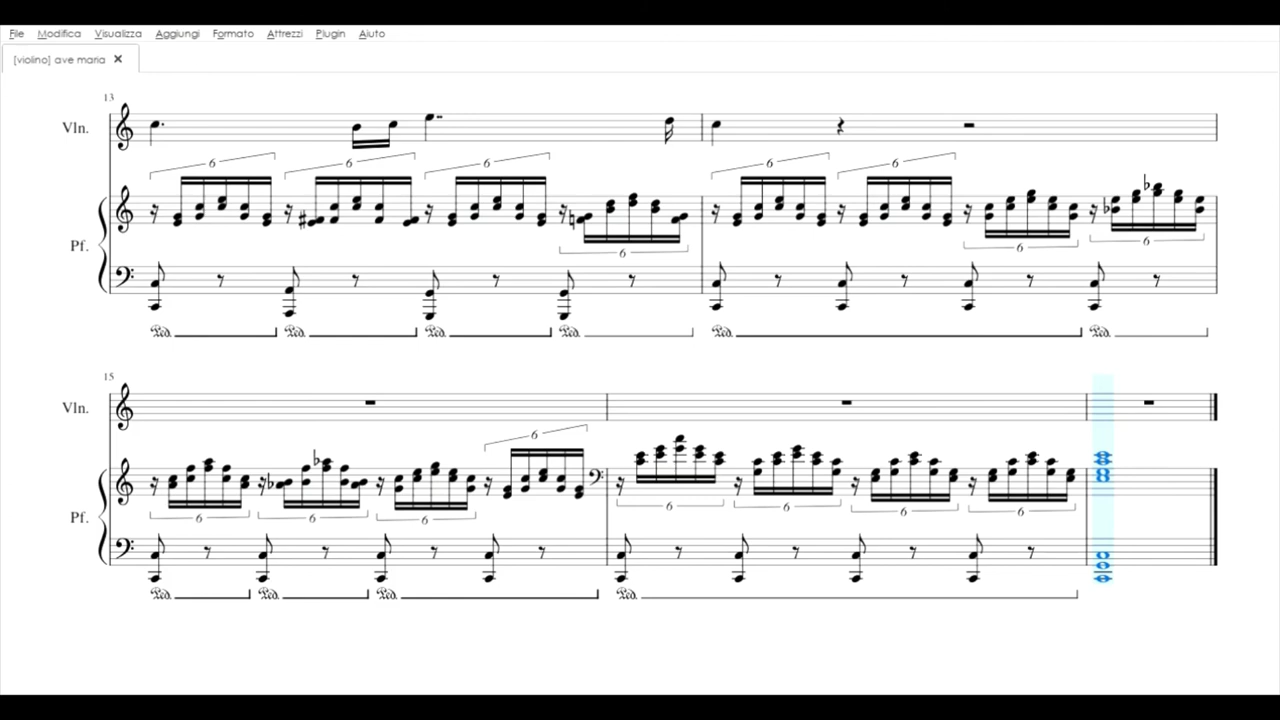 File Modifica Visualizza Aggiungi Formato Attrezzi Plugin Aiuto
[violino] ave maria ✕
13
Vln.
6 6 6 6 6
6 6 6
Pf.
15
Vln.
6
6 6 6 6 6 6 6
Pf.